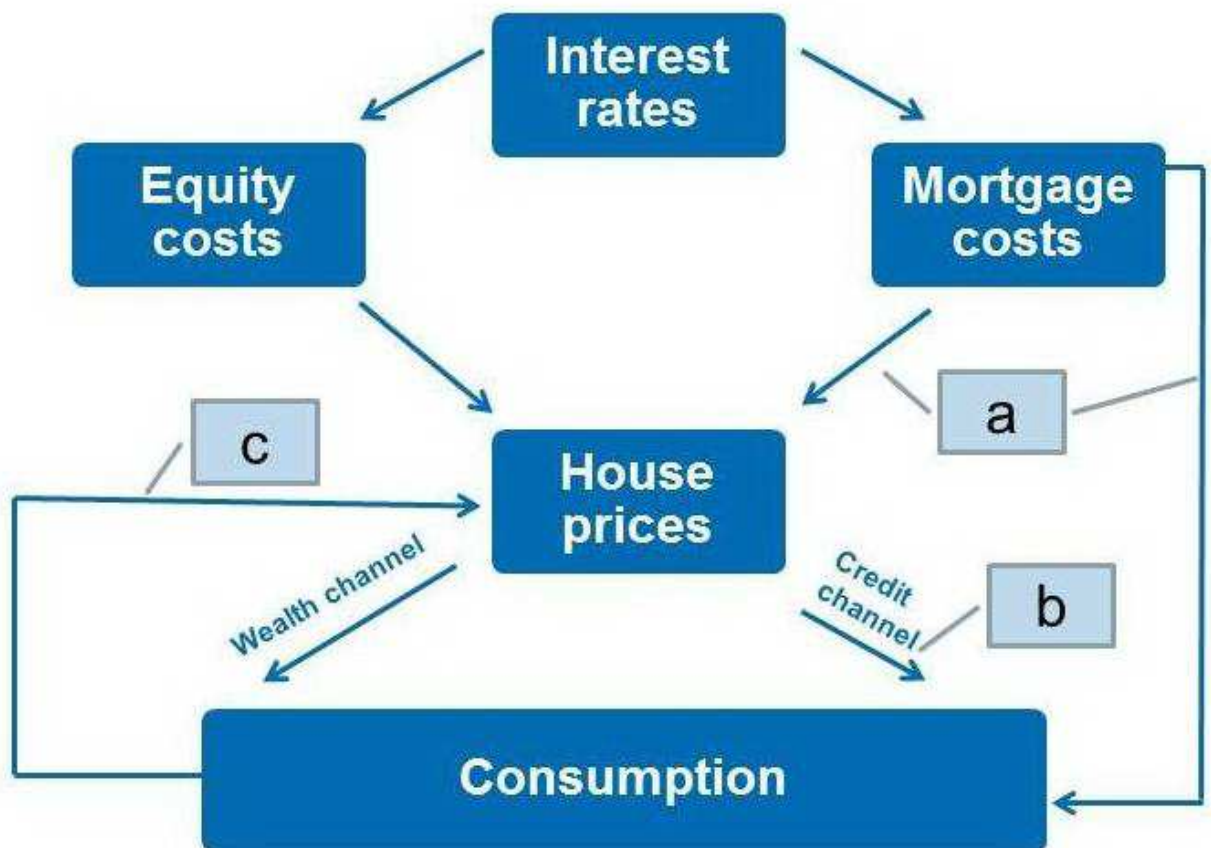 Interest
rates
Equity
costs
Mortgage
costs
a
c
House
prices
Wealth channel
Credit
channel
b
Consumption